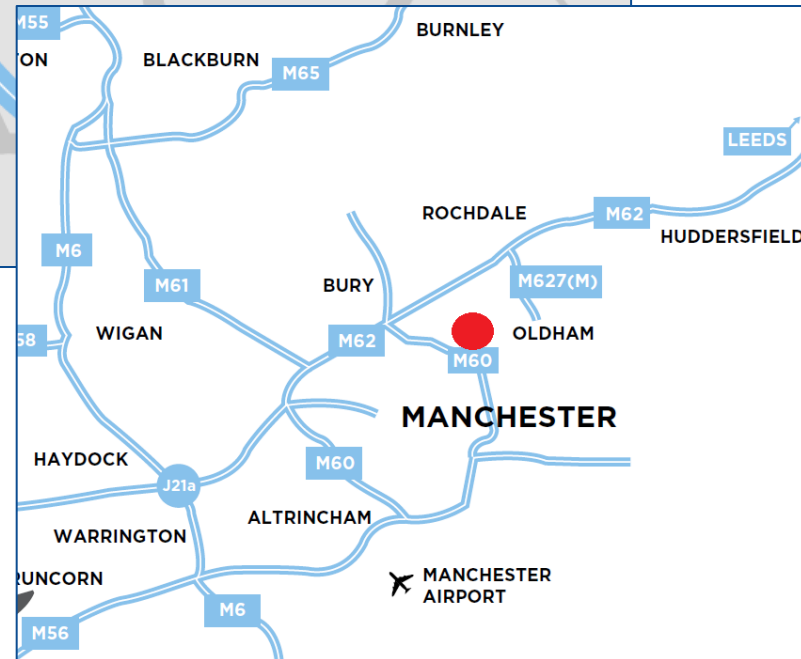 M55
BURNLEY
TON
BLACKBURN
M65
LEEDS
ROCHDALE
M62
HUDDERSFIELD
M6
M61
BURY
M627(M)
WIGAN
58
M62
OLDHAM
M60
MANCHESTER
HAYDOCK
M60
J21a
ALTRINCHAM
WARRINGTON
RUNCORN
MANCHESTER
AIRPORT
M6
M56